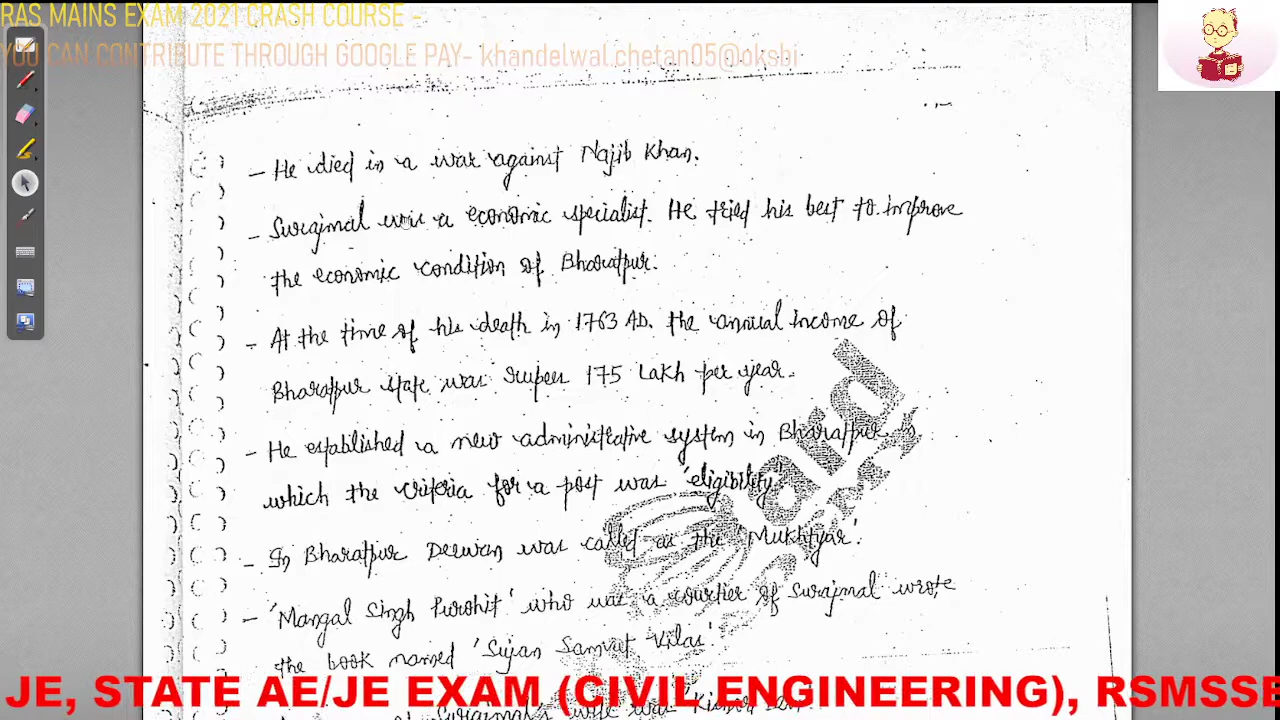 RAS MAINS EXAM 2021 CRASH COURSE -
YOU CAN CONTRIBUTE THROUGH GOOGLE PAY- khandelwal.chetan05@oksbi
- He died in a war against Najib Khan.
- Surajmal was a economic specialist. He tried his best to improve
the economic condition of Bharatpur.
- At the time of his death in 1763 AD. the annual income of
Bharatpur state was rupees 175 Lakh per year.
- He established a new administrative system in Bharatpur in
which the criteria for a post was 'eligibility'
- In Bharatpur Deewan was called as the 'Mukhtyar'.
- 'Mangal Singh Purohit' who was a courtier of Surajmal wrote
the book named 'Sujan Samvat Vilas'.
Surajmal's wife was
JE, STATE AE/JE EXAM (CIVIL ENGINEERING), RSMSSE